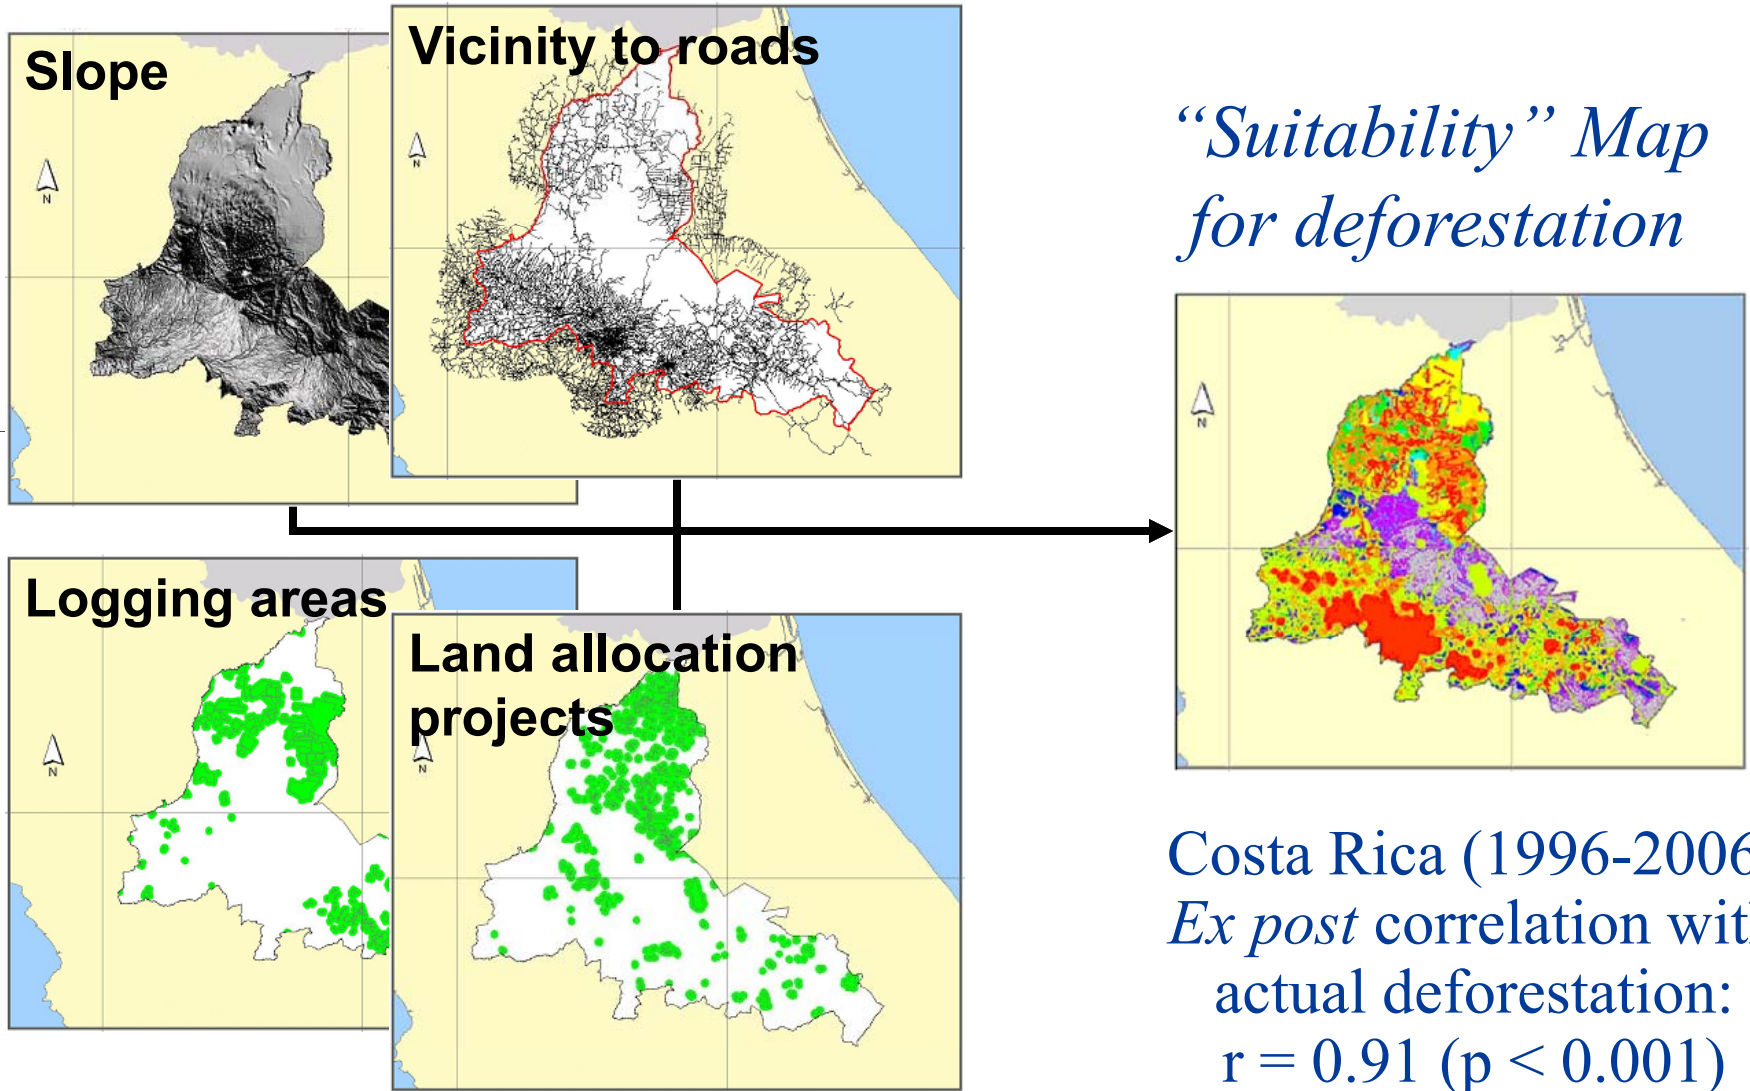 Slope
Vicinity to roads
N
N
“Suitability” Map
for deforestation
N
Logging areas
N
Land allocation
projects
N
Costa Rica (1996-2006
Ex post correlation wit
actual deforestation:
r = 0.91 (p < 0.001)